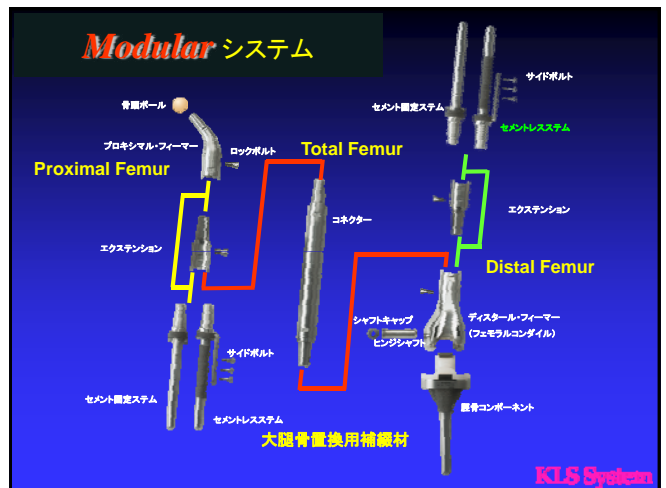 Modular システム
骨頭ボール
プロキシマル・フィーマー
ロックボルト
Proximal Femur
エクステンション
サイドボルト
セメント固定ステム
セメントレスステム
Total Femur
コネクター
サイドボルト
セメント固定ステム
セメントレスステム
エクステンション
Distal Femur
シャフトキャップ
ヒンジシャフト
ディスタール・フィーマー
(フェモラルコンダイル)
脛骨コンポーネント
大腿骨置換用補綴材
KLS System